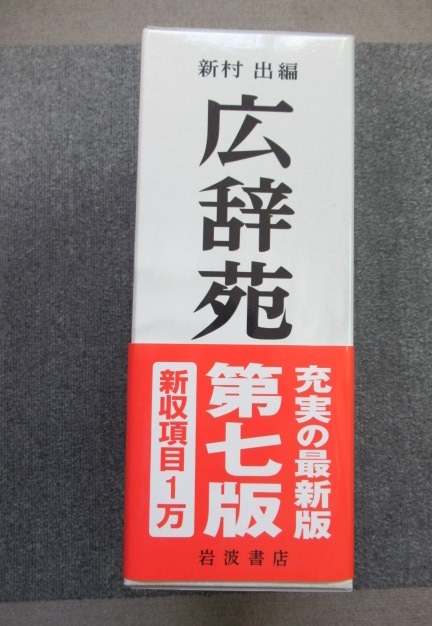 新村 出編
広辞苑
充実の最新版
第七版
新収項目1万
岩波書店